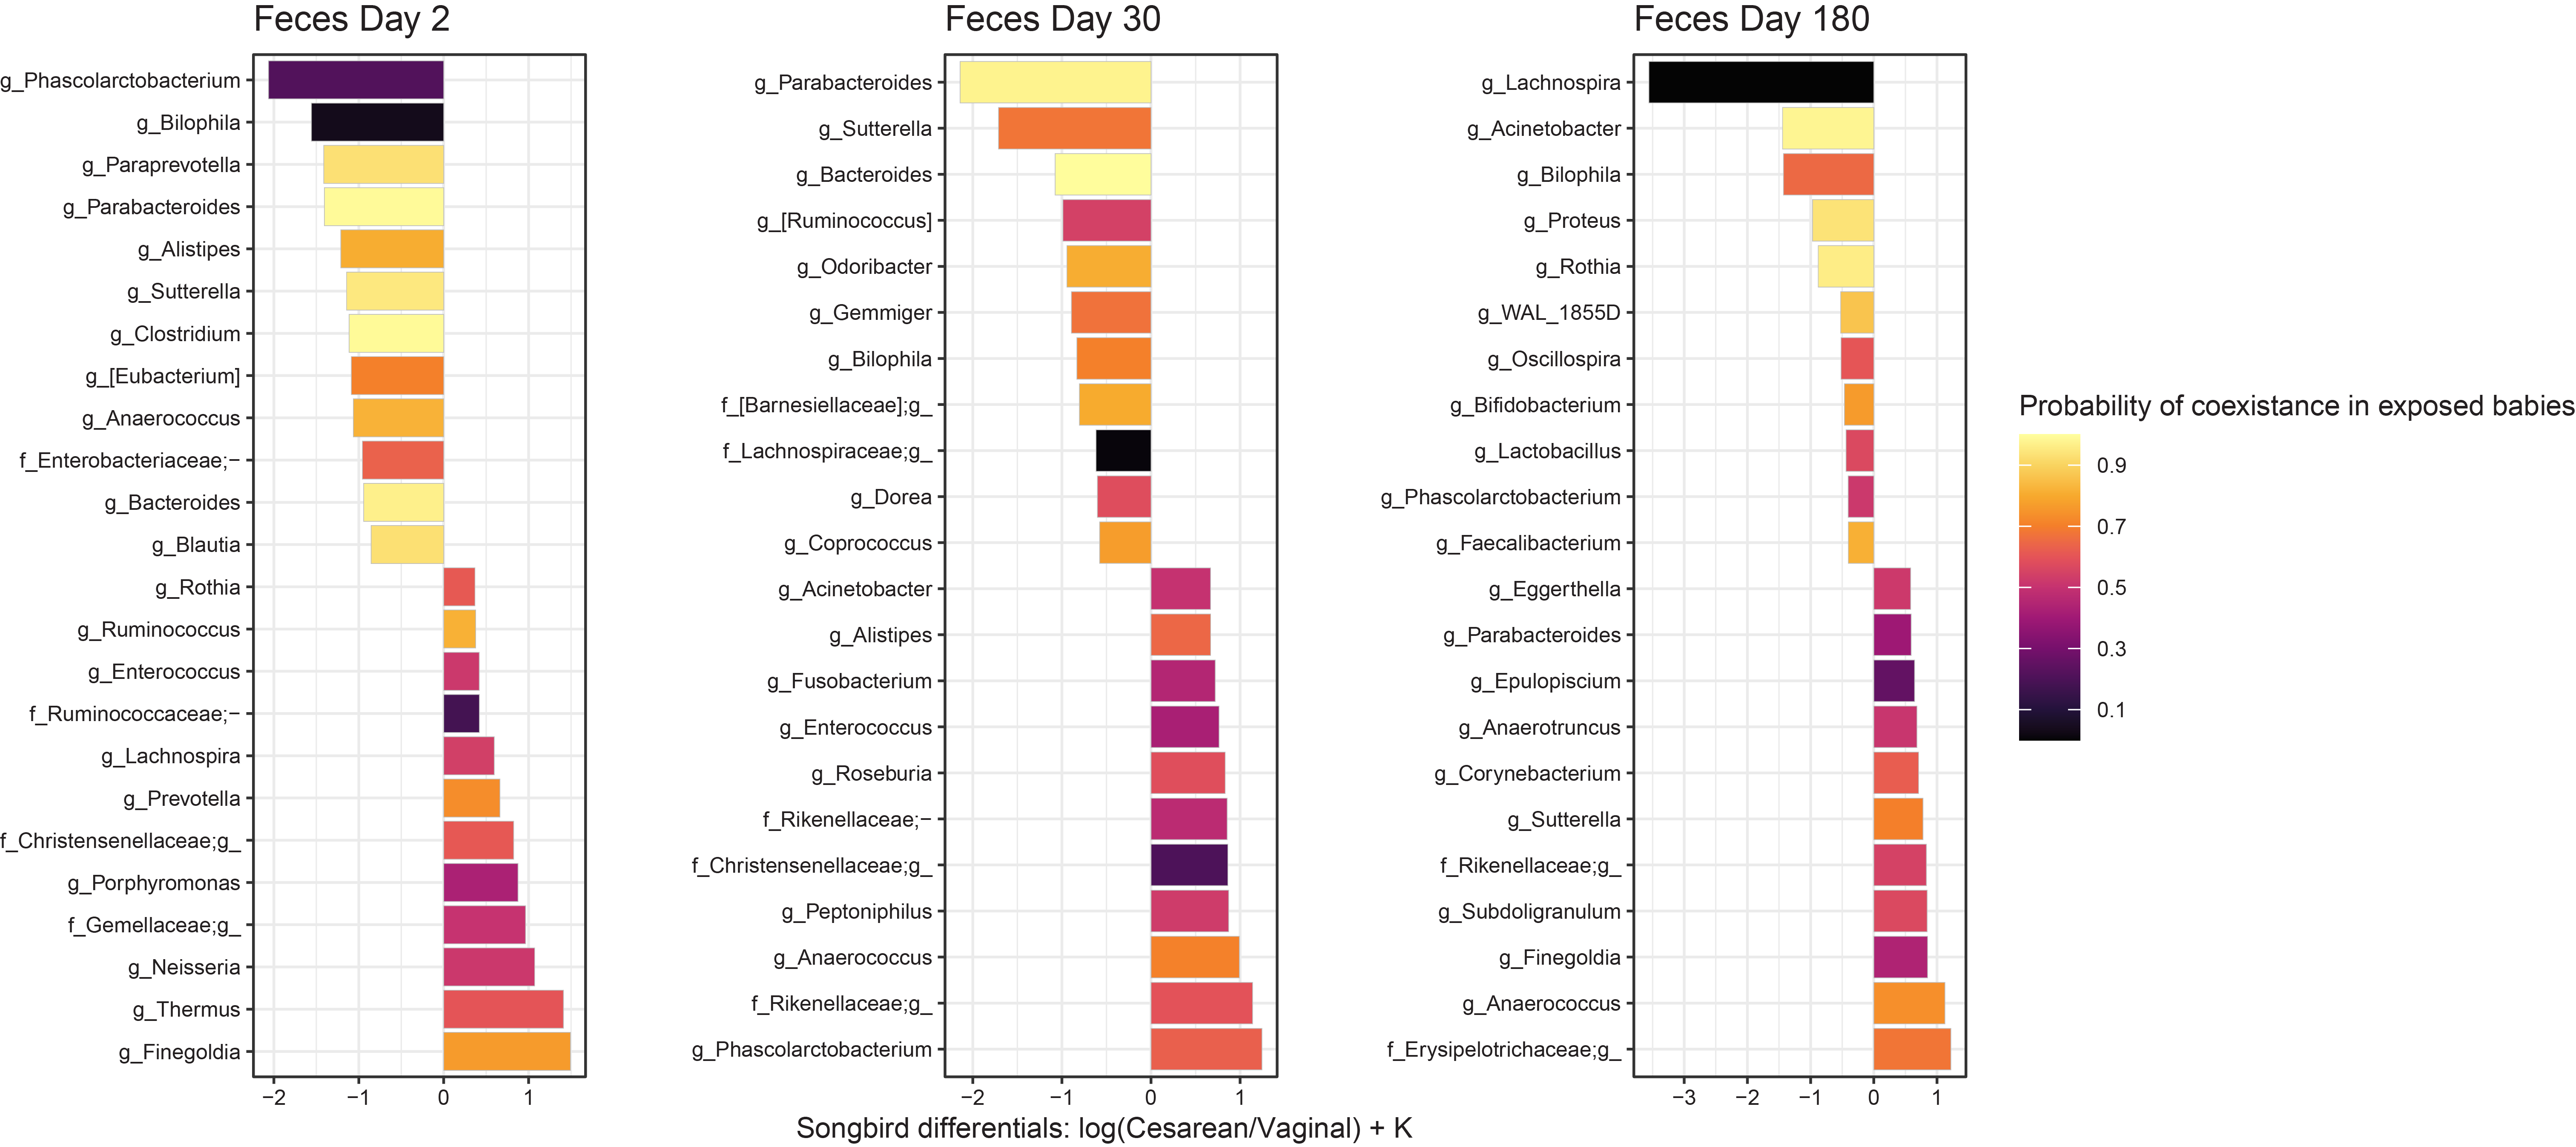 Feces Day 2
g_Phascolarctobacterium
g_Bilophila
g_Paraprevotella
g_Parabacteroides
g_Alistipes
g_Sutterella
g_Clostridium
g_[Eubacterium]
g_Anaerococcus
f_Enterobacteriaceae;−
g_Bacteroides
g_Blautia
g_Rothia
g_Ruminococcus
g_Enterococcus
f_Ruminococcaceae;−
g_Lachnospira
g_Prevotella
f_Christensenellaceae;g_
g_Porphyromonas
f_Gemellaceae;g_
g_Neisseria
g_Thermus
g_Finegoldia
−2 −1 0 1
Feces Day 30
g_Parabacteroides
g_Sutterella
g_Bacteroides
g_[Ruminococcus]
g_Odoribacter
g_Gemmiger
g_Bilophila
f_[Barnesiellaceae];g_
f_Lachnospiraceae;g_
g_Dorea
g_Coprococcus
g_Acinetobacter
g_Alistipes
g_Fusobacterium
g_Enterococcus
g_Roseburia
f_Rikenellaceae;−
f_Christensenellaceae;g_
g_Peptoniphilus
g_Anaerococcus
f_Rikenellaceae;g_
g_Phascolarctobacterium
−2 −1 0 1
Feces Day 180
g_Lachnospira
g_Acinetobacter
g_Bilophila
g_Proteus
g_Rothia
g_WAL_1855D
g_Oscillospira
g_Bifidobacterium
g_Lactobacillus
g_Phascolarctobacterium
g_Faecalibacterium
g_Eggerthella
g_Parabacteroides
g_Epulopiscium
g_Anaerotruncus
g_Corynebacterium
g_Sutterella
f_Rikenellaceae;g_
g_Subdoligranulum
g_Finegoldia
g_Anaerococcus
f_Erysipelotrichaceae;g_
−3 −2 −1 0 1
Songbird differentials: log(Cesarean/Vaginal) + K
Probability of coexistance in exposed babies
0.9
0.7
0.5
0.3
0.1